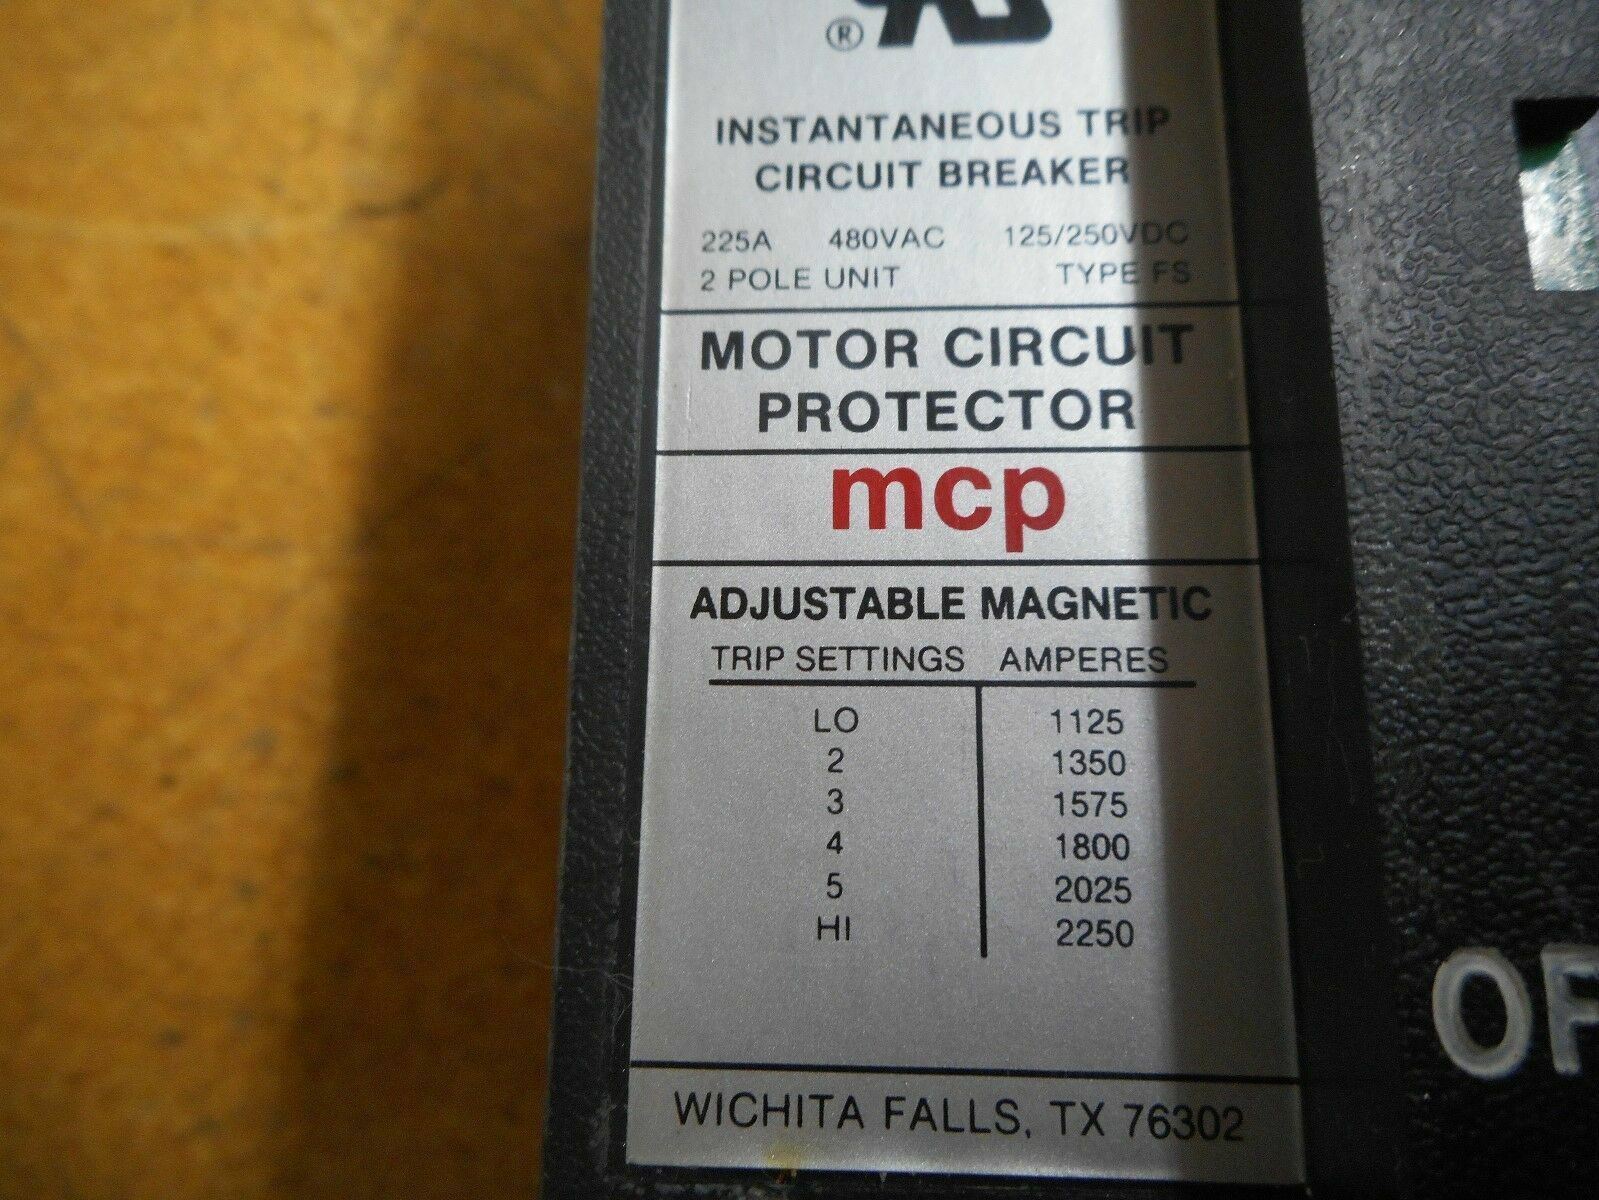 ®
INSTANTANEOUS TRIP
CIRCUIT BREAKER
225A 480VAC 125/250VDC
2 POLE UNIT TYPE FS
MOTOR CIRCUIT
PROTECTOR
mcp
ADJUSTABLE MAGNETIC
TRIP SETTINGS AMPERES
LO 1125
2 1350
3 1575
4 1800
5 2025
HI 2250
WICHITA FALLS, TX 76302
OF